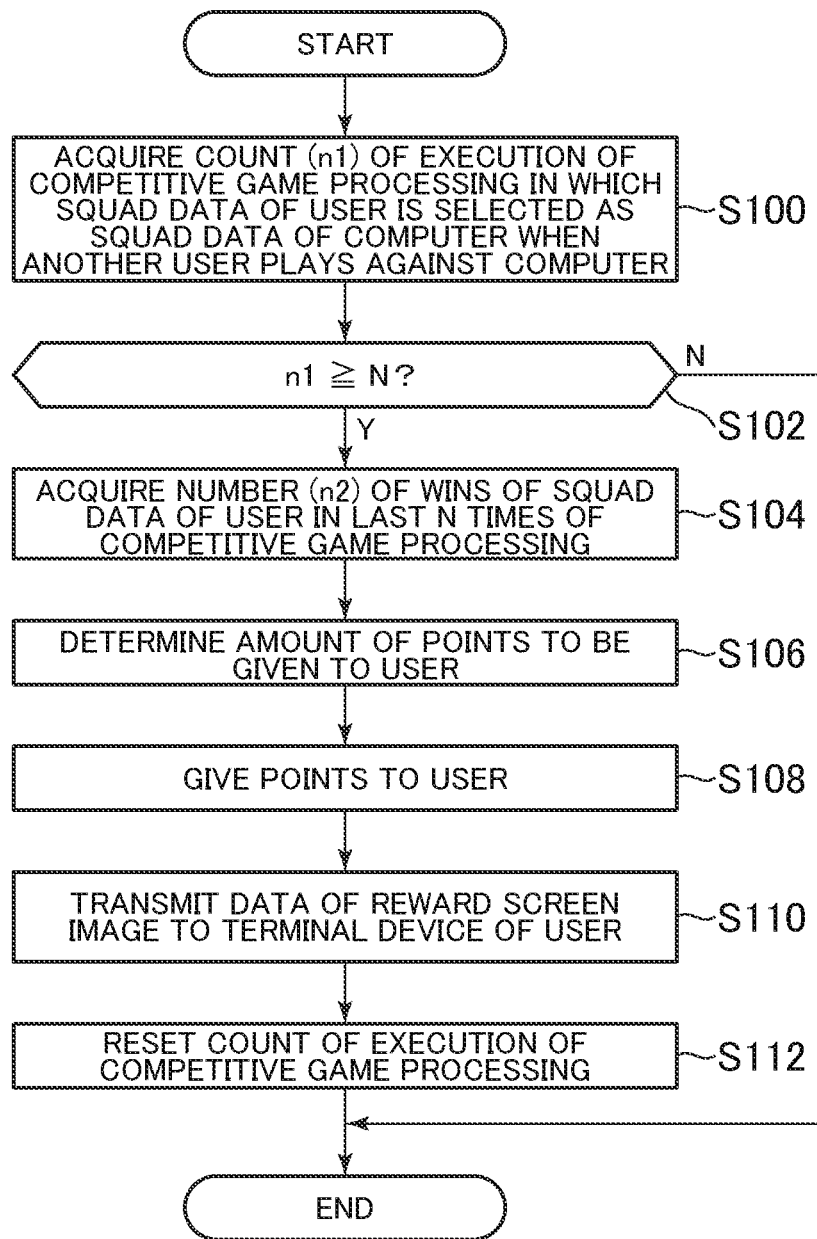 START
ACQUIRE COUNT (n1) OF EXECUTION OF
COMPETITIVE GAME PROCESSING IN WHICH
SQUAD DATA OF USER IS SELECTED AS
SQUAD DATA OF COMPUTER WHEN
ANOTHER USER PLAYS AGAINST COMPUTER
S100
n1 ≧ N?
N
S102
Y
ACQUIRE NUMBER (n2) OF WINS OF SQUAD
DATA OF USER IN LAST N TIMES OF
COMPETITIVE GAME PROCESSING
S104
DETERMINE AMOUNT OF POINTS TO BE
GIVEN TO USER
S106
GIVE POINTS TO USER
S108
TRANSMIT DATA OF REWARD SCREEN
IMAGE TO TERMINAL DEVICE OF USER
S110
RESET COUNT OF EXECUTION OF
COMPETITIVE GAME PROCESSING
S112
END